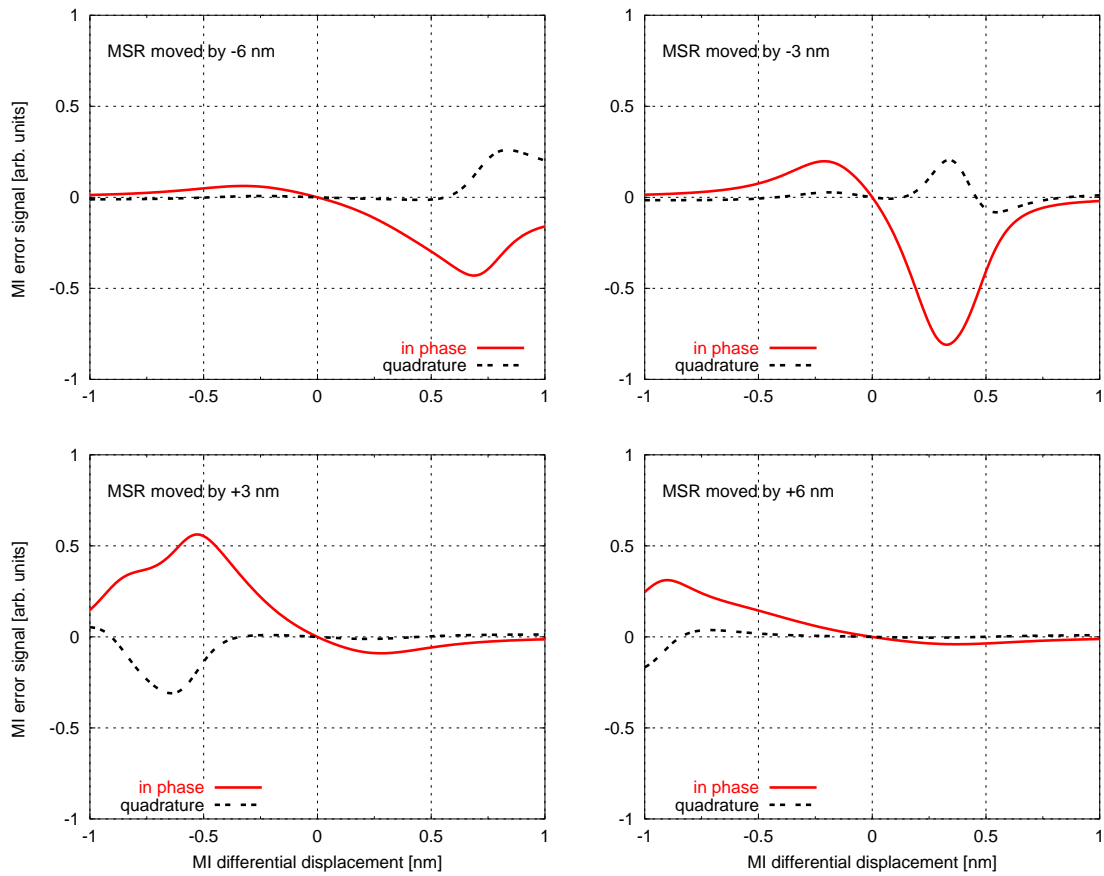 1
0.5
0
-0.5
-1
MI error signal [arb. units]
MSR moved by -6 nm
in phase
quadrature
-1
-0.5
0
0.5
1
1
0.5
0
-0.5
-1
MSR moved by -3 nm
in phase
quadrature
-1
-0.5
0
0.5
1
1
0.5
0
-0.5
-1
MI error signal [arb. units]
MSR moved by +3 nm
in phase
quadrature
-1
-0.5
0
0.5
1
MI differential displacement [nm]
1
0.5
0
-0.5
-1
MSR moved by +6 nm
in phase
quadrature
-1
-0.5
0
0.5
1
MI differential displacement [nm]